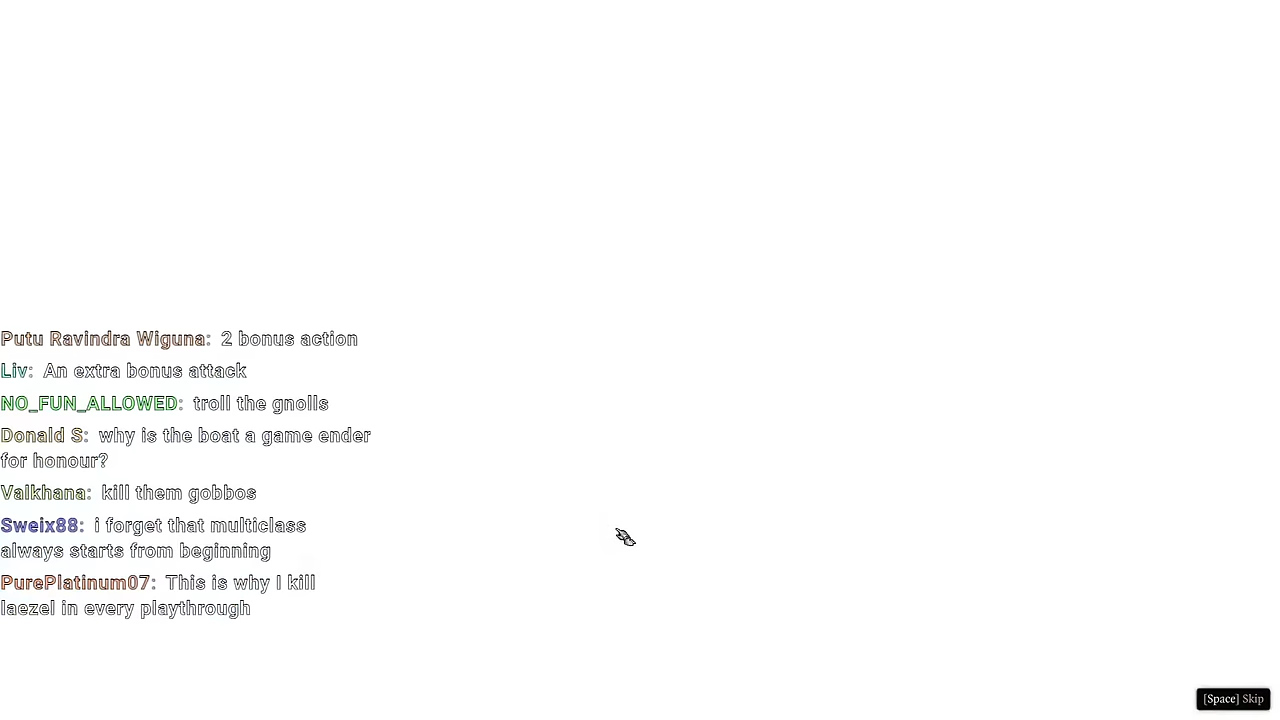 Putu Ravindra Wiguna: 2 bonus action
Liv: An extra bonus attack
NO_FUN_ALLOWED: troll the gnolls
Donald S: why is the boat a game ender
for honour?
Valkhana: kill them gobbos
Sweix88: i forget that multiclass
always starts from beginning
PurePlatinum07: This is why I kill
laezel in every playthrough
[Space] Skip